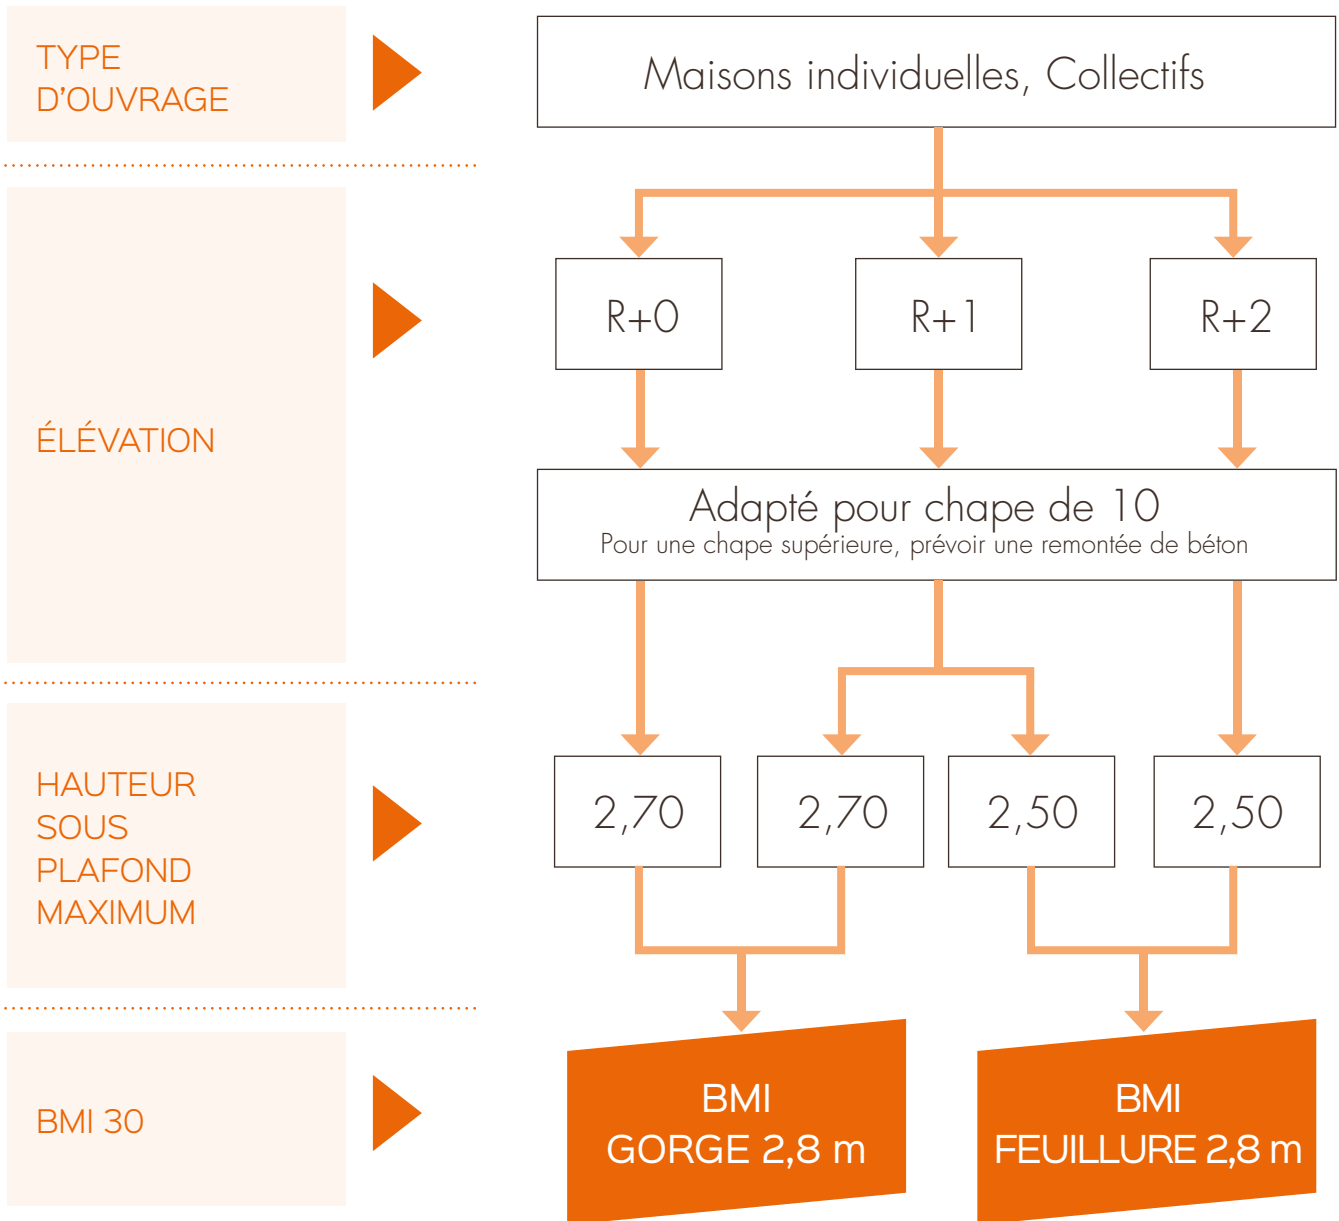 TYPE
D'OUVRAGE
Maisons individuelles, Collectifs
ÉLÉVATION
R+0
R+1
R+2
Adapté pour chape de 10
Pour une chape supérieure, prévoir une remontée de béton
HAUTEUR
SOUS
PLAFOND
MAXIMUM
2,70
2,70
2,50
2,50
BMI 30
BMI
GORGE 2,8 m
BMI
FEUILLURE 2,8 m